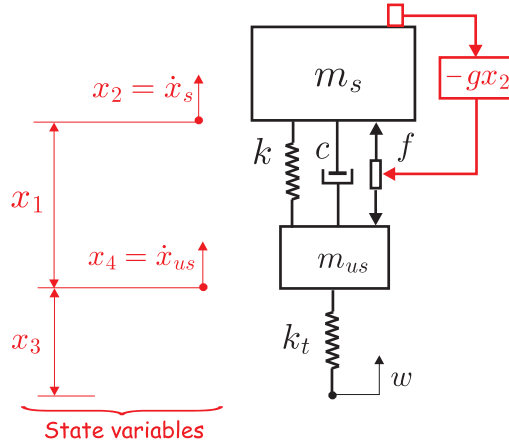 −gx₂
mₛ
x₂ = ẋₛ
k
c
f
x₁
x₄ = ẋᵤₛ
mᵤₛ
x₃
kₜ
w
State variables